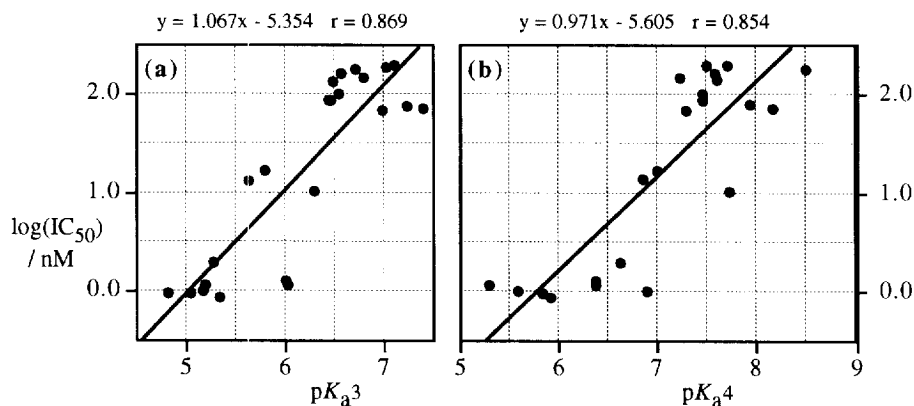 y = 1.067x - 5.354 r = 0.869
y = 0.971x - 5.605 r = 0.854
(a)
(b)
2.0
1.0
0.0
log(IC50)
/ nM
2.0
1.0
0.0
5 6 7
5 6 7 8 9
pKa3
pKa4